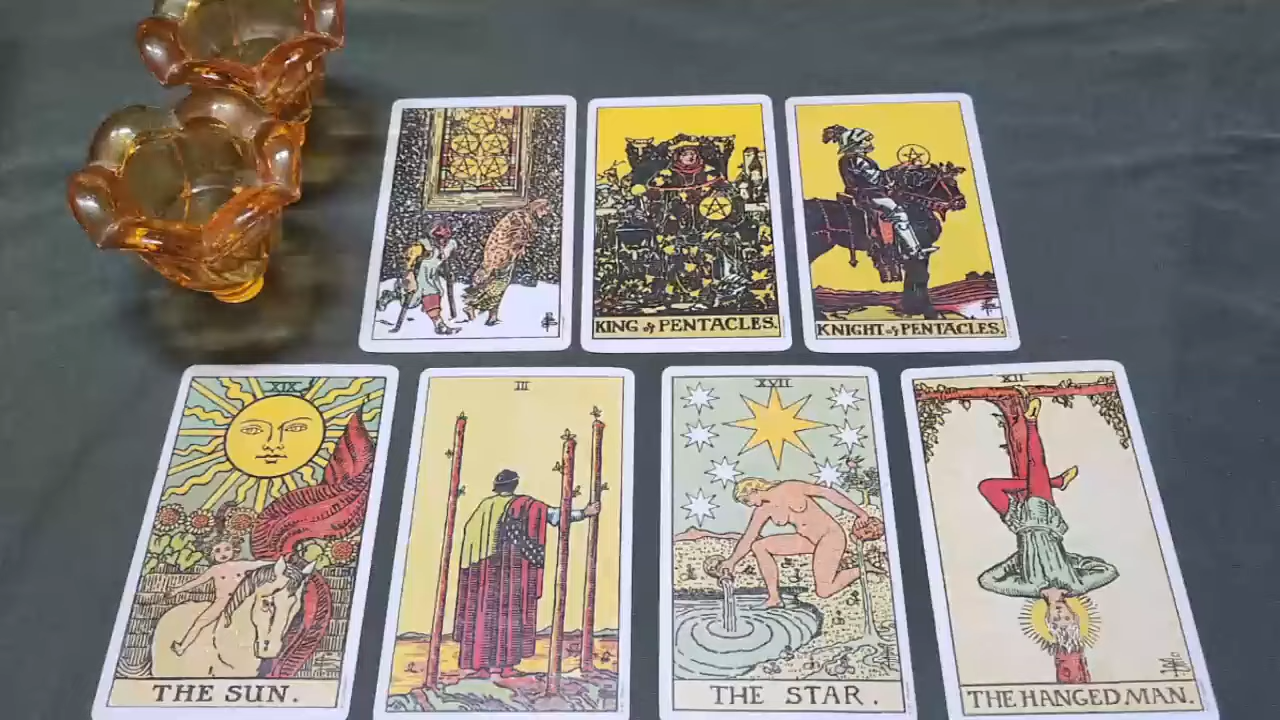 KING of PENTACLES.
KNIGHT of PENTACLES.
XIX
III
XVII
XII
THE SUN.
THE STAR.
THE HANGED MAN.